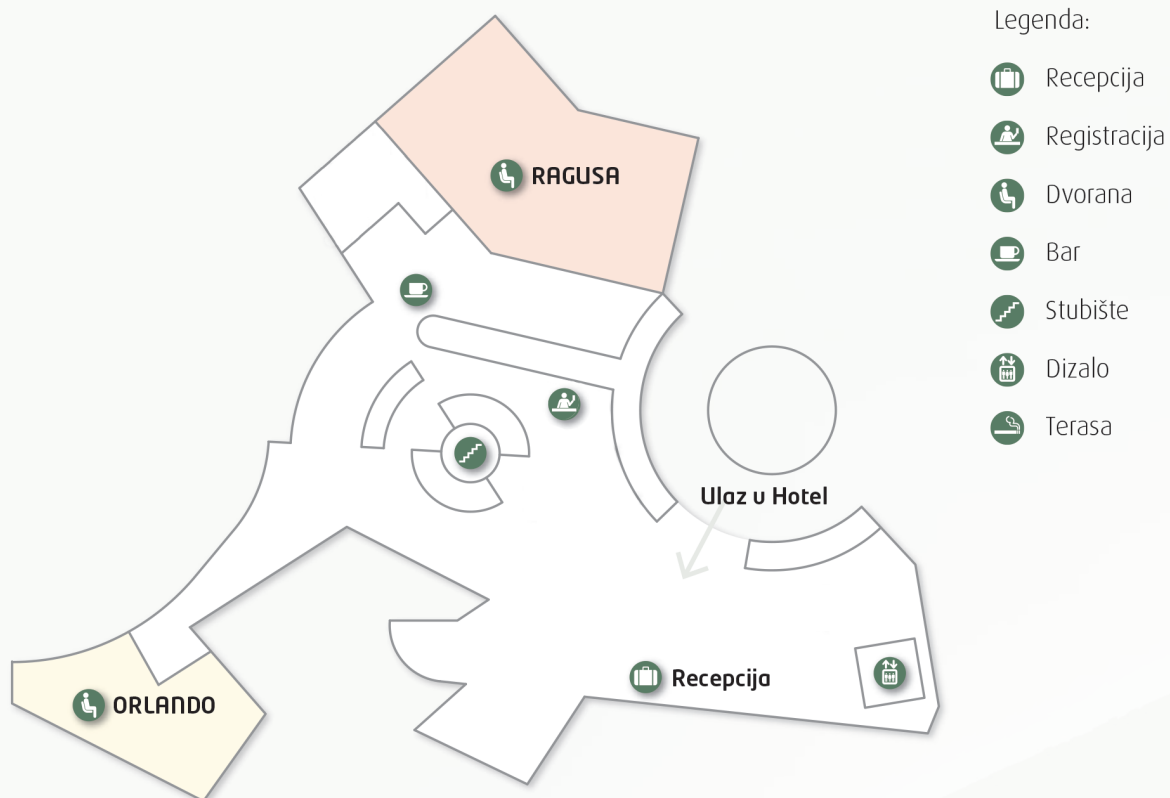 Legenda:
Recepcija
Registracija
Dvorana
Bar
Stubište
Dizalo
Terasa
RAGUSA
Ulaz u Hotel
Recepcija
ORLANDO